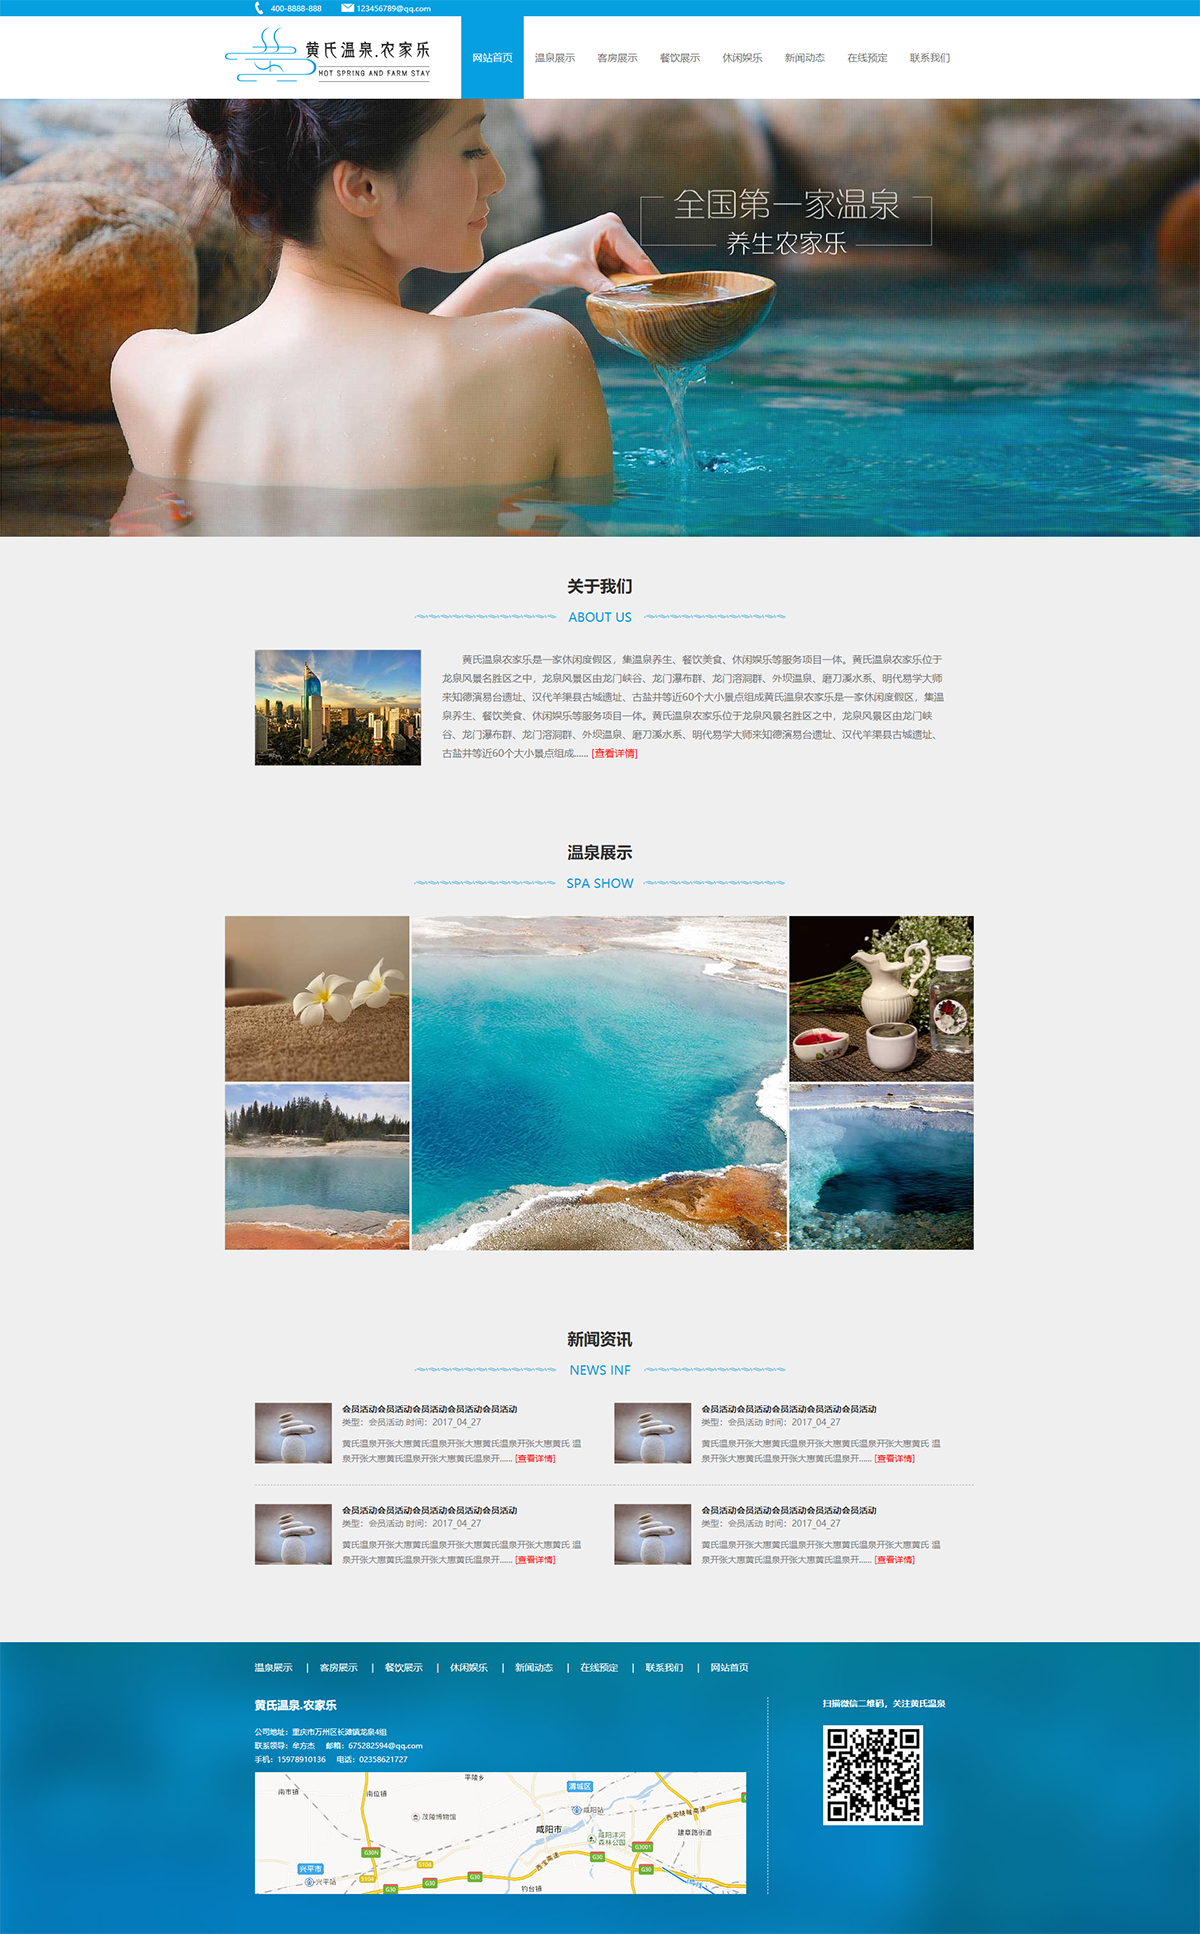 400-8888-888 123456789@qq.com
黄氏温泉.农家乐
HOT SPRING AND FARM STAY
网站首页 温泉展示 客房展示 餐饮展示 休闲娱乐 新闻动态 在线预定 联系我们
全国第一家温泉
养生农家乐
关于我们
ABOUT US
黄氏温泉农家乐是一家休闲度假区，集温泉养生、餐饮美食、休闲娱乐等服务项目一体。黄氏温泉农家乐位于
龙泉风景名胜区之中，龙泉风景区由龙门峡谷、龙门瀑布群、龙门溶洞群、外坝温泉、磨刀溪水系、明代易学大师
来知德演易台遗址、汉代羊渠县古城遗址、古盐井等近60个大小景点组成黄氏温泉农家乐是一家休闲度假区，集温
泉养生、餐饮美食、休闲娱乐等服务项目一体。黄氏温泉农家乐位于龙泉风景名胜区之中，龙泉风景区由龙门峡
谷、龙门瀑布群、龙门溶洞群、外坝温泉、磨刀溪水系、明代易学大师来知德演易台遗址、汉代羊渠县古城遗址、
古盐井等近60个大小景点组成...... [查看详情]
温泉展示
SPA SHOW
新闻资讯
NEWS INF
会员活动会员活动会员活动会员活动会员活动
类型：会员活动 时间：2017_04_27
黄氏温泉开张大惠黄氏温泉开张大惠黄氏温泉开张大惠黄氏 温
泉开张大惠黄氏温泉开张大惠黄氏温泉开...... [查看详情]
会员活动会员活动会员活动会员活动会员活动
类型：会员活动 时间：2017_04_27
黄氏温泉开张大惠黄氏温泉开张大惠黄氏温泉开张大惠黄氏 温
泉开张大惠黄氏温泉开张大惠黄氏温泉开...... [查看详情]
会员活动会员活动会员活动会员活动会员活动
类型：会员活动 时间：2017_04_27
黄氏温泉开张大惠黄氏温泉开张大惠黄氏温泉开张大惠黄氏 温
泉开张大惠黄氏温泉开张大惠黄氏温泉开...... [查看详情]
会员活动会员活动会员活动会员活动会员活动
类型：会员活动 时间：2017_04_27
黄氏温泉开张大惠黄氏温泉开张大惠黄氏温泉开张大惠黄氏 温
泉开张大惠黄氏温泉开张大惠黄氏温泉开...... [查看详情]
温泉展示 | 客房展示 | 餐饮展示 | 休闲娱乐 | 新闻动态 | 在线预定 | 联系我们 | 网站首页
黄氏温泉.农家乐
公司地址：重庆市万州区长滩镇龙泉4组
联系领导：牟方杰 邮箱：675282594@qq.com
手机：15978910136 电话：02358621727
扫描微信二维码，关注黄氏温泉
平陵乡
渭城区
南市镇
南位镇
茂陵博物馆
咸阳站
西安绕城高速
咸阳市
咸阳沣河
森林公园
建章路街道
G30N
G3001
西宝高速
G30
兴平市
S104
G30
G30
兴平站
S104
G30
G30
钓台镇